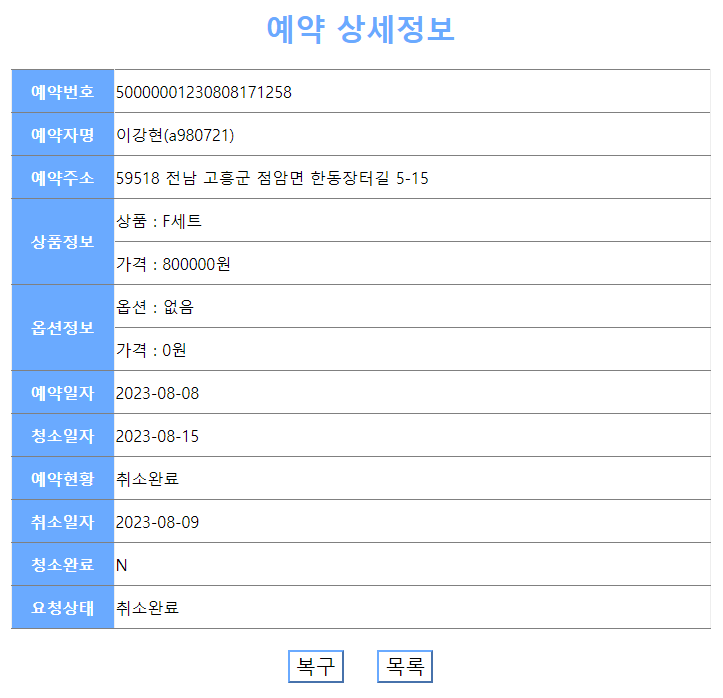 예약 상세정보
예약번호 50000001230808171258
예약자명 이강현(a980721)
예약주소 59518 전남 고흥군 점암면 한동장터길 5-15
상품정보
상품 : F세트
가격 : 800000원
옵션정보
옵션 : 없음
가격 : 0원
예약일자 2023-08-08
청소일자 2023-08-15
예약현황 취소완료
취소일자 2023-08-09
청소완료 N
요청상태 취소완료
복구 목록